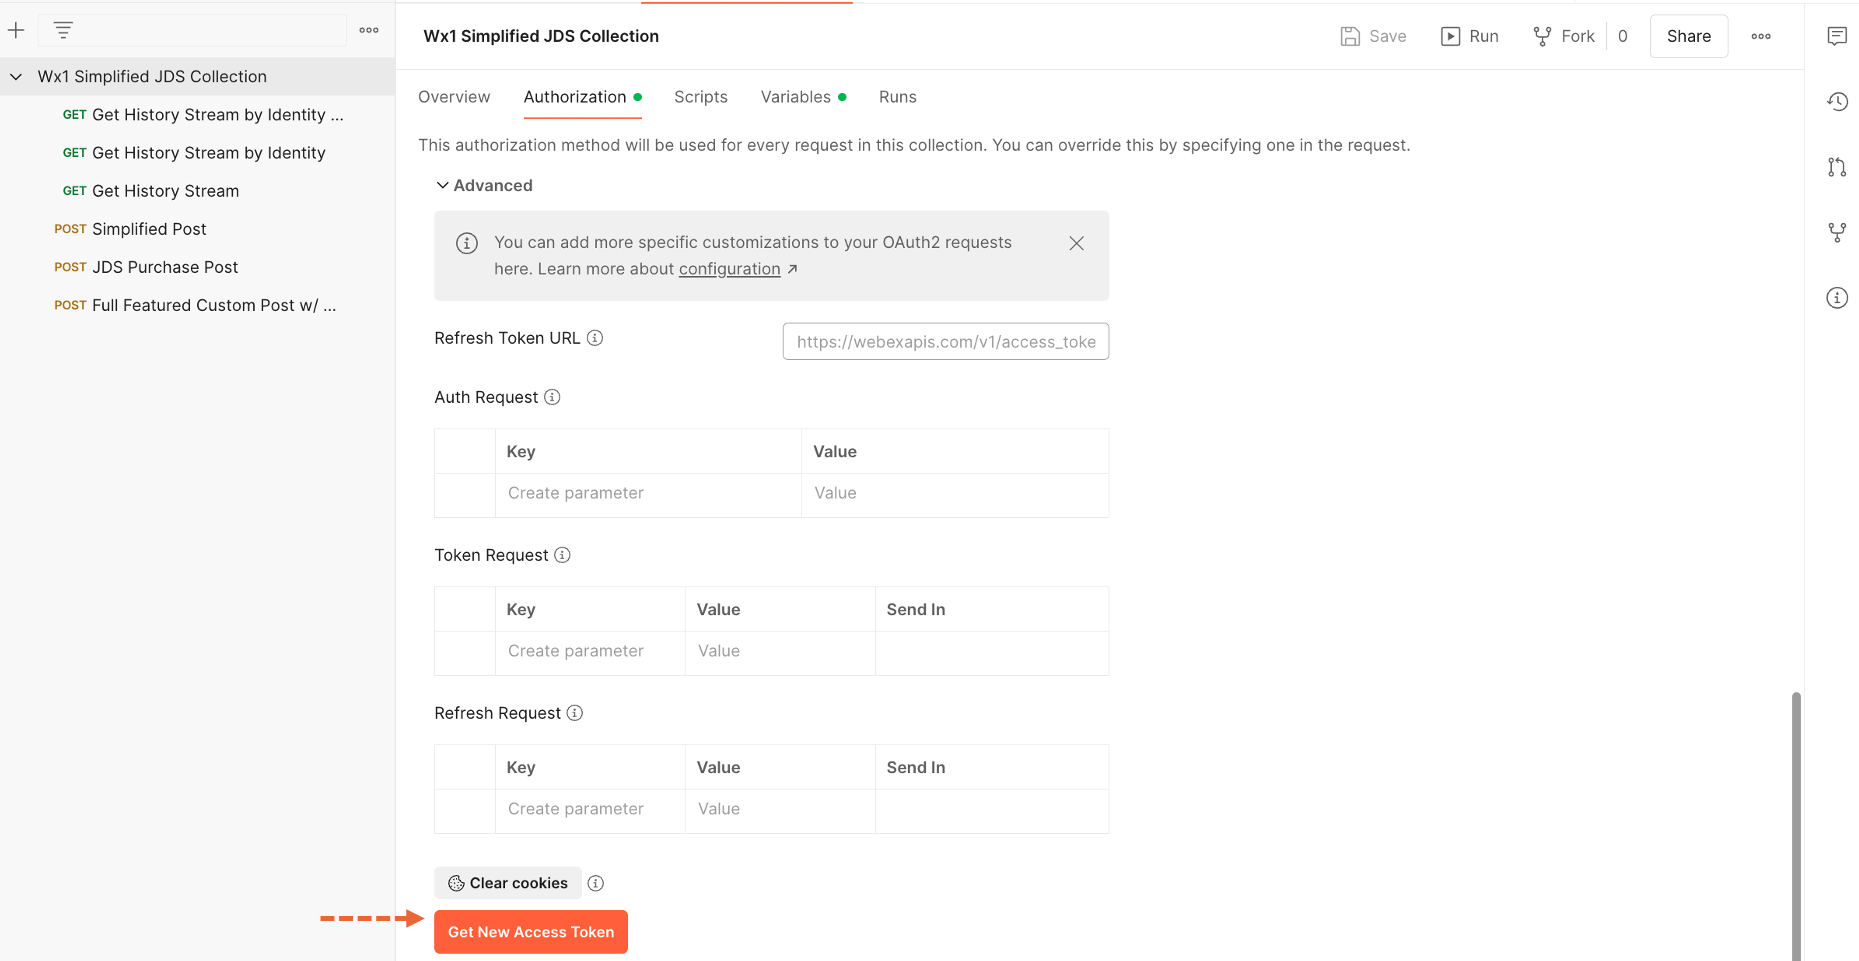 Wx1 Simplified JDS Collection
GET Get History Stream by Identity ...
GET Get History Stream by Identity
GET Get History Stream
POST Simplified Post
POST JDS Purchase Post
POST Full Featured Custom Post w/ ...
Wx1 Simplified JDS Collection
Save Run Fork 0 Share
Overview Authorization Scripts Variables Runs
This authorization method will be used for every request in this collection. You can override this by specifying one in the request.
Advanced
You can add more specific customizations to your OAuth2 requests
here. Learn more about configuration ↗
Refresh Token URL https://webexapis.com/v1/access_toke
Auth Request
Key Value
Create parameter Value
Token Request
Key Value Send In
Create parameter Value
Refresh Request
Key Value Send In
Create parameter Value
Clear cookies
Get New Access Token